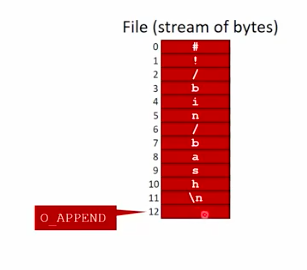 File (stream of bytes)
0 #
1 !
2 /
3 b
4 i
5 n
6 /
7 b
8 a
9 s
10 h
11 \n
12
O_APPEND